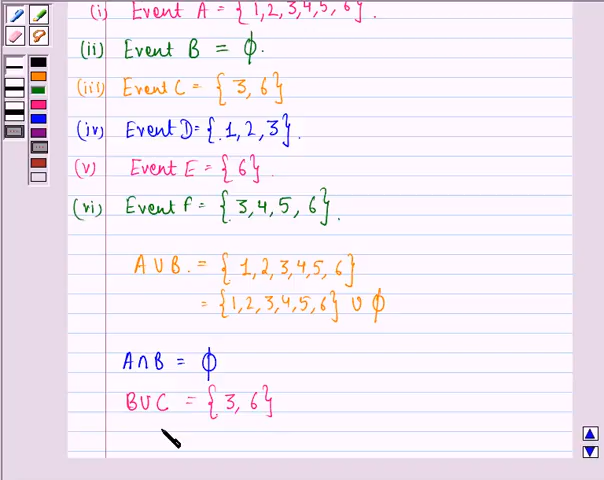 (i) Event A = {1,2,3,4,5,6}.
(ii) Event B = ϕ.
(iii) Event C = {3,6}
(iv) Event D = {1,2,3}.
(v) Event E = {6}.
(vi) Event F = {3,4,5,6}.
A ∪ B. = {1,2,3,4,5,6}
= {1,2,3,4,5,6} ∪ ϕ
A∩B = ϕ
B∪C = {3,6}